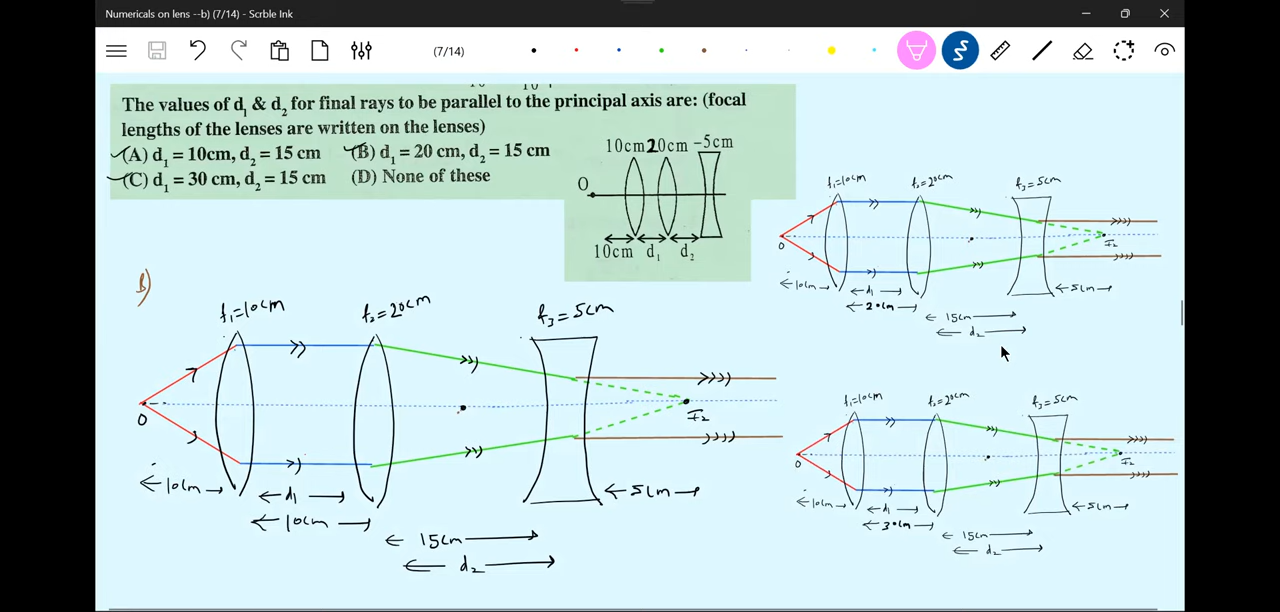 Numericals on lens --b) (7/14) - Scrble Ink
(7/14)
The values of d₁ & d₂ for final rays to be parallel to the principal axis are: (focal
lengths of the lenses are written on the lenses)
(A) d₁ = 10cm, d₂ = 15 cm (B) d₁ = 20 cm, d₂ = 15 cm
(C) d₁ = 30 cm, d₂ = 15 cm (D) None of these
10cm 20cm -5cm
O
10cm d₁ d₂
B)
f₁=10cm f₂=20cm f₃=5cm
O
F₂
10cm d₁ 5cm
10cm
15cm
d₂
f₁=10cm f₂=20cm f₃=5cm
O
F₂
10cm d₁ 5cm
20cm
15cm
d₂
f₁=10cm f₂=20cm f₃=5cm
O
F₂
10cm d₁ 5cm
30cm
15cm
d₂